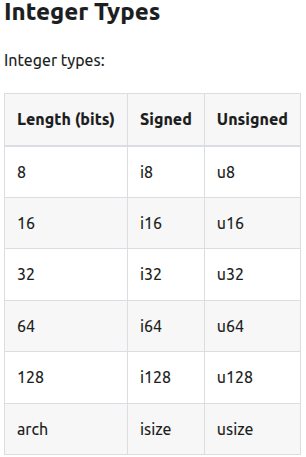 Integer Types
Integer types:
Length (bits) Signed Unsigned
8 i8 u8
16 i16 u16
32 i32 u32
64 i64 u64
128 i128 u128
arch isize usize